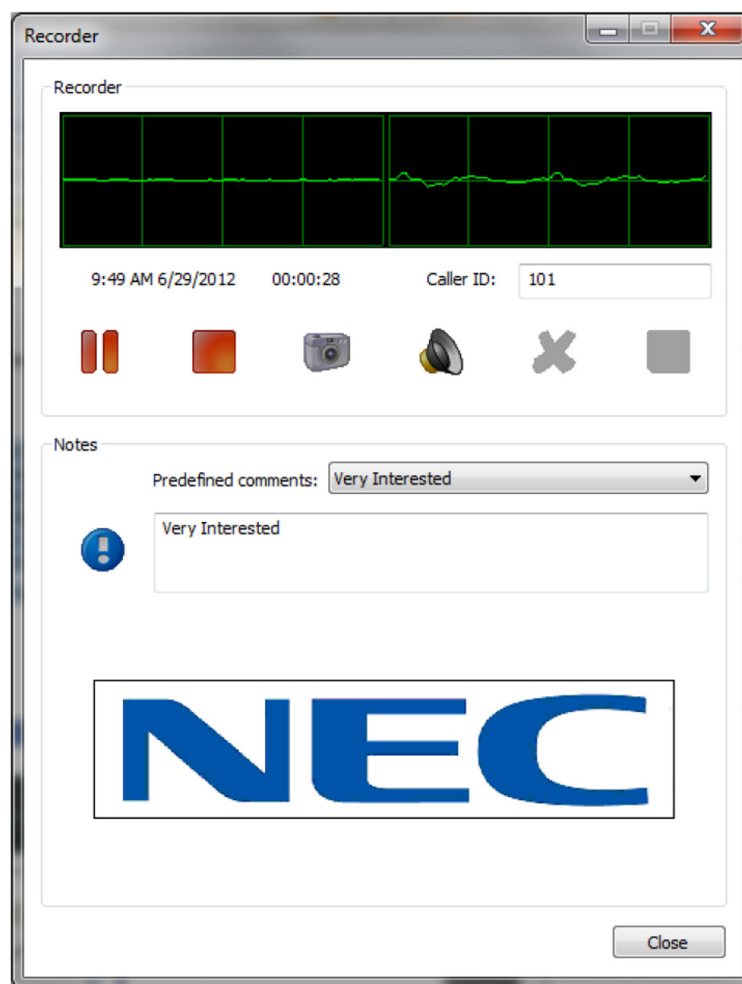 Recorder
Recorder
9:49 AM 6/29/2012 00:00:28 Caller ID: 101
Notes
Predefined comments: Very Interested
Very Interested
NEC
Close